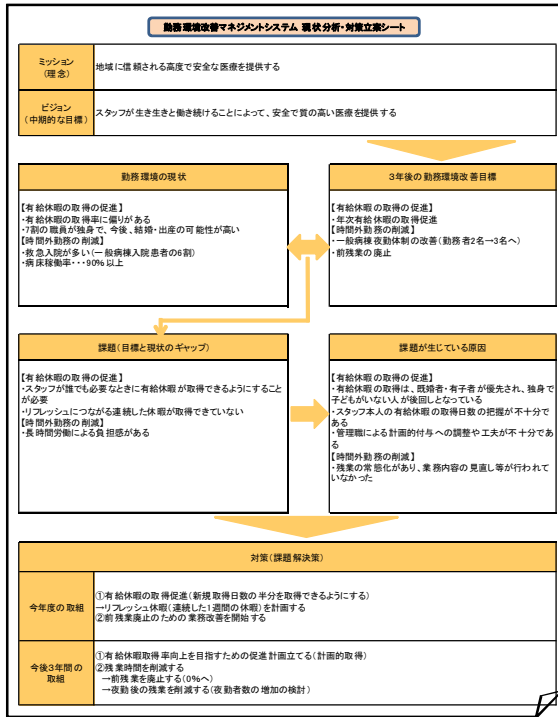 勤務環境改善マネジメントシステム 現状分析・対策立案シート
ミッション
(理念)
地域に信頼される高度で安全な医療を提供する
ビジョン
(中期的な目標)
スタッフが生き生きと働き続けることによって、安全で質の高い医療を提供する
勤務環境の現状
【有給休暇の取得の促進】
・有給休暇の取得率に偏りがある
・7割の職員が独身で、今後、結婚・出産の可能性が高い
【時間外勤務の削減】
・救急入院が多い(一般病棟入院患者の6割)
・病床稼働率・・・90%以上
3年後の勤務環境改善目標
【有給休暇の取得の促進】
・年次有給休暇の取得促進
【時間外勤務の削減】
・一般病棟夜勤体制の改善(勤務者2名→3名へ)
・前残業の廃止
課題(目標と現状のギャップ)
【有給休暇の取得の促進】
・スタッフが誰でも必要なときに有給休暇が取得できるようにすること
が必要
・リフレッシュにつながる連続した休暇が取得できていない
【時間外勤務の削減】
・長時間労働による負担感がある
課題が生じている原因
【有給休暇の取得の促進】
・有給休暇の取得は、既婚者・有子者が優先され、独身で
子どもがいない人が後回しとなっている
・スタッフ本人の有給休暇の取得日数の把握が不十分で
ある
・管理職による計画的付与への調整や工夫が不十分であ
る
【時間外勤務の削減】
・残業の常態化があり、業務内容の見直し等が行われて
いなかった
対策(課題解決策)
今年度の取組
①有給休暇の取得促進(新規取得日数の半分を取得できるようにする)
→リフレッシュ休暇(連続した1週間の休暇)を計画する
②前残業廃止のための業務改善を開始する
今後3年間の
取組
①有給休暇取得率向上を目指すための促進計画立てる(計画的取得)
②残業時間を削減する
→前残業を廃止する(0%へ)
→夜勤後の残業を削減する(夜勤者数の増加の検討)